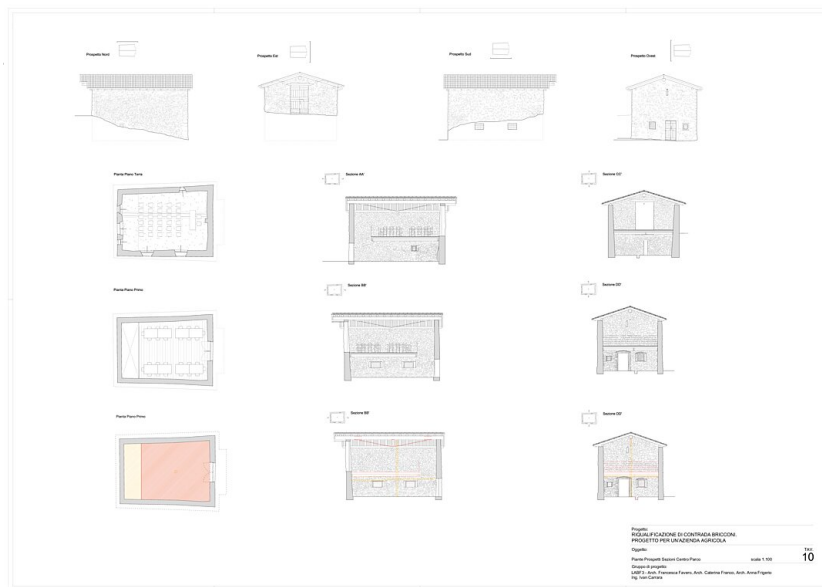 Prospetto Nord
Prospetto Est
Prospetto Sud
Prospetto Ovest
Pianta Piano Terra
Sezione AA'
Sezione CC'
Pianta Piano Primo
Sezione BB'
Sezione DD'
Pianta Piano Primo
Sezione BB'
Sezione DD'
Progetto:
RIQUALIFICAZIONE DI CONTRADA BRICCONI.
PROGETTO PER UN'AZIENDA AGRICOLA
Oggetto:
Piante Prospetti Sezioni Centro Parco
scala 1:100
10
Gruppo di progetto:
LABF3 - Arch. Francesca Favero, Arch. Caterina Franco, Arch. Anna Frigerio
Ing. Ivan Carrara